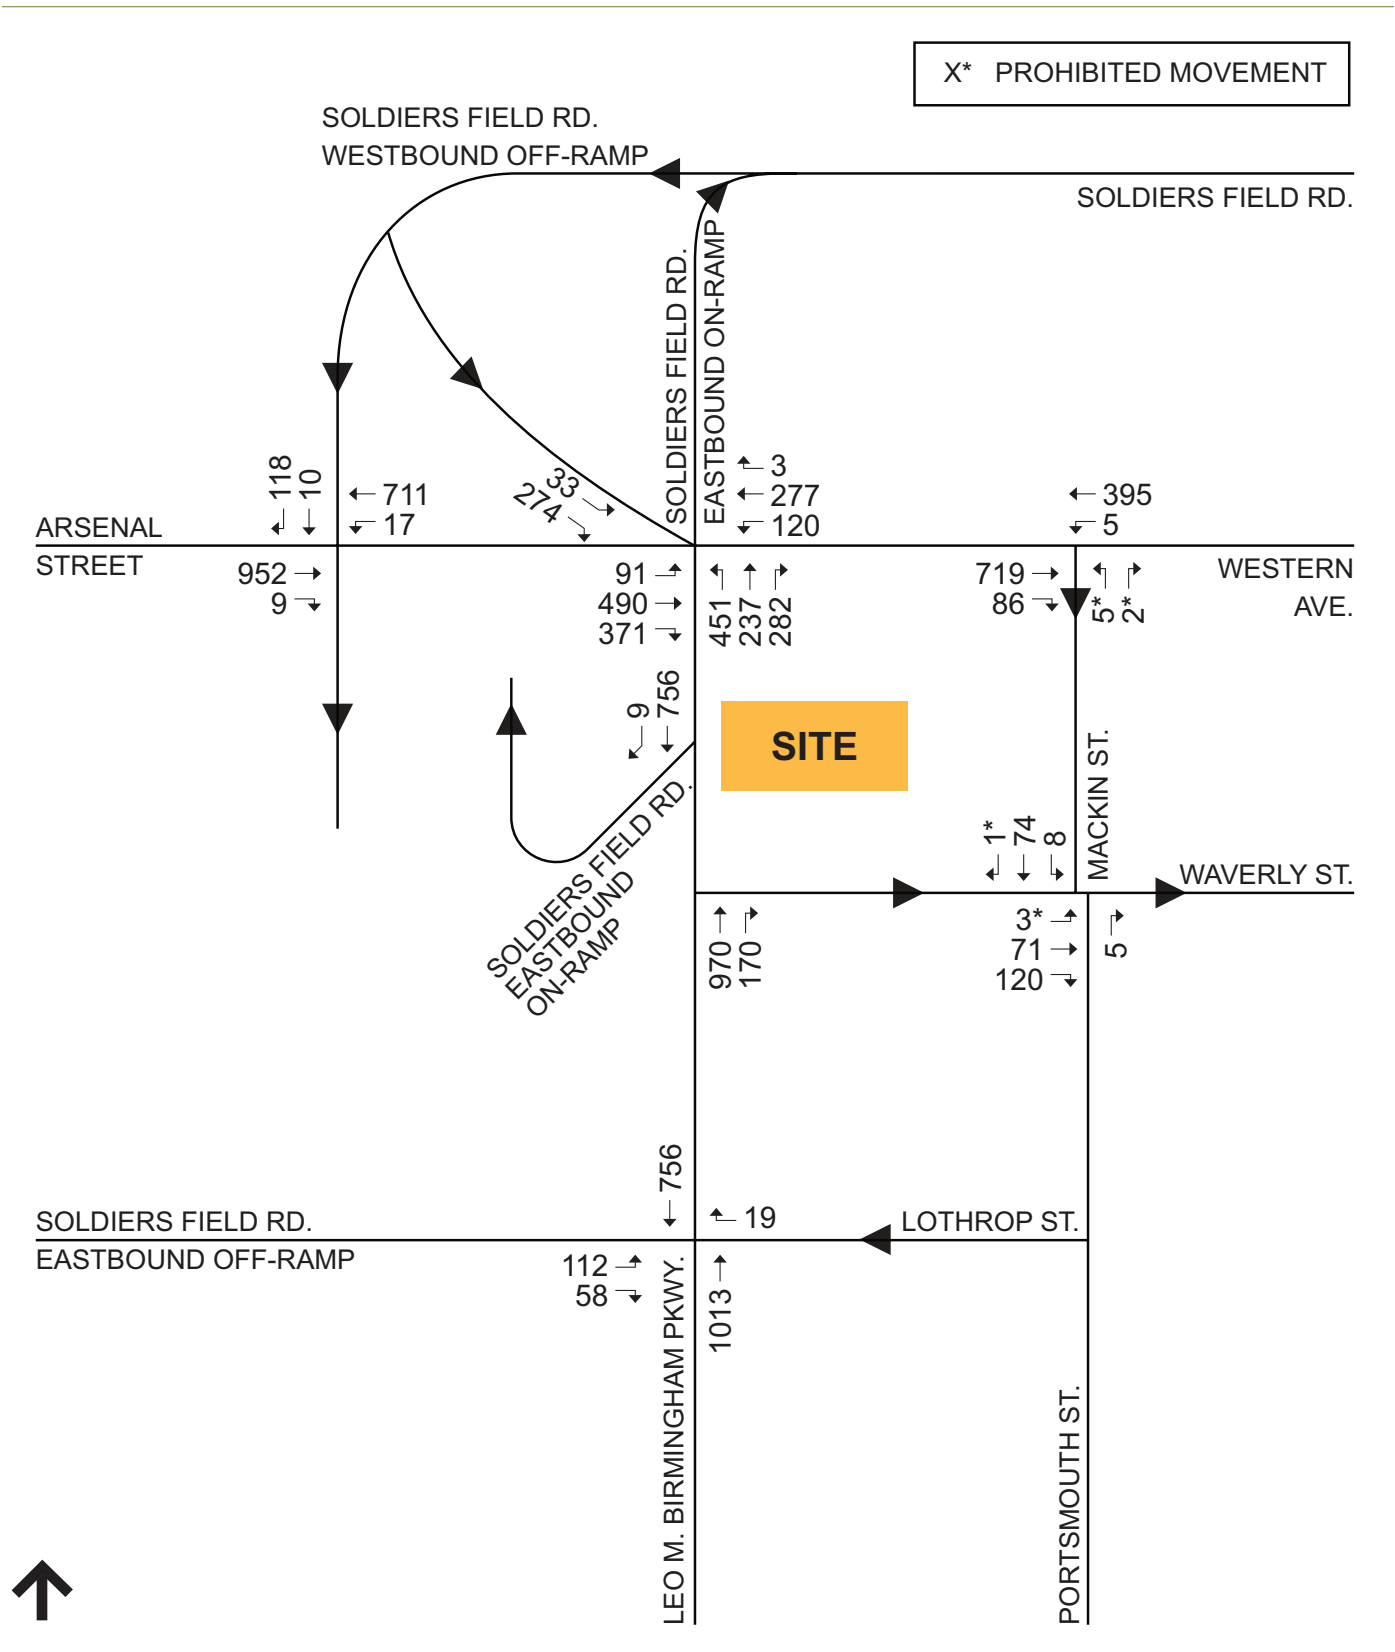 X* PROHIBITED MOVEMENT
SOLDIERS FIELD RD.
WESTBOUND OFF-RAMP
SOLDIERS FIELD RD.
SOLDIERS FIELD RD.
EASTBOUND ON-RAMP
118
10
711
17
33
274
3
277
120
395
5
ARSENAL
STREET
952
9
91
490
371
451
237
282
719
86
5*
2*
WESTERN
AVE.
9
756
SITE
MACKIN ST.
SOLDIERS FIELD RD.
EASTBOUND
ON-RAMP
1*
74
8
WAVERLY ST.
970
170
3*
71
120
5
756
19
SOLDIERS FIELD RD.
EASTBOUND OFF-RAMP
LOTHROP ST.
112
58
1013
LEO M. BIRMINGHAM PKWY.
PORTSMOUTH ST.